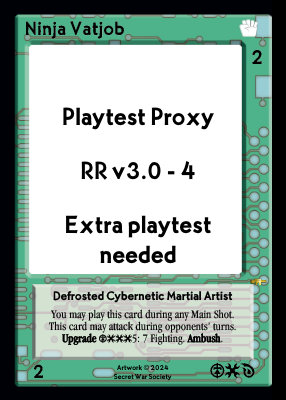 Ninja Vatjob
2
Playtest Proxy
RR v3.0 - 4
Extra playtest
needed
Defrosted Cybernetic Martial Artist
You may play this card during any Main Shot.
This card may attack during opponents' turns.
Upgrade 5: 7 Fighting. Ambush.
2
Artwork © 2024
Secret War Society